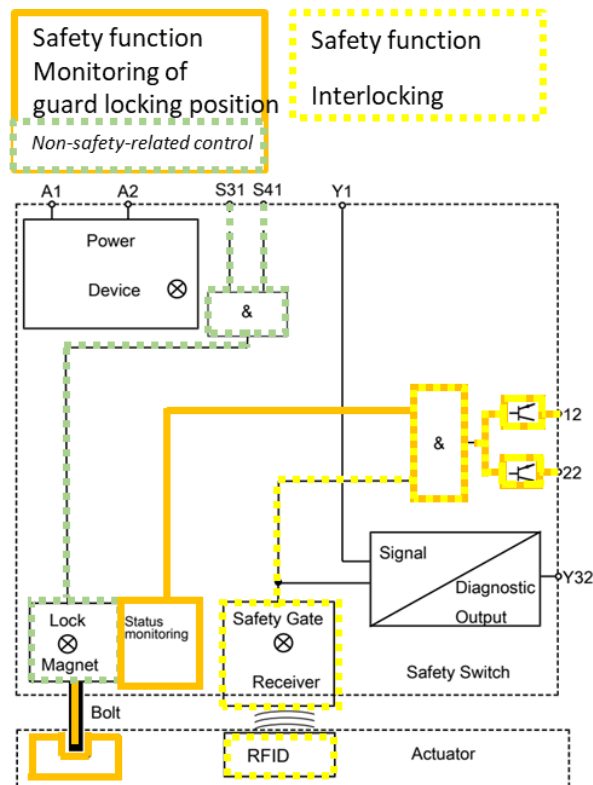 Safety function
Monitoring of
guard locking position
Non-safety-related control
Safety function
Interlocking
A1 A2 S31 S41 Y1
Power
Device
&
&
12
22
Signal
Diagnostic
Output
Y32
Lock
Magnet
Status
monitoring
Safety Gate
Receiver
Safety Switch
Bolt
RFID
Actuator